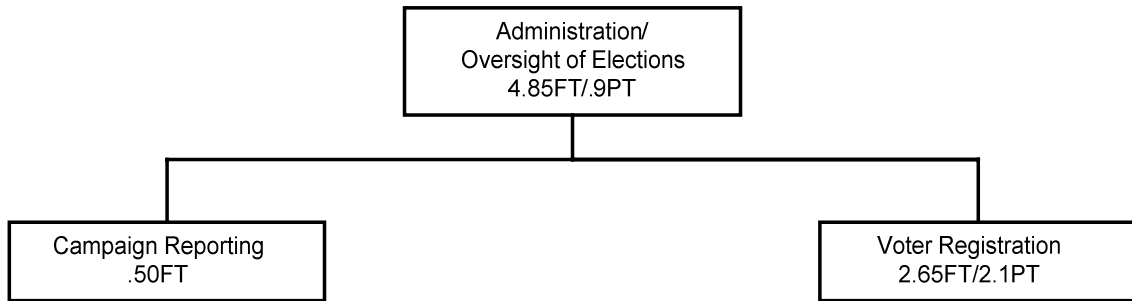 Administration/
Oversight of Elections
4.85FT/.9PT
Campaign Reporting
.50FT
Voter Registration
2.65FT/2.1PT